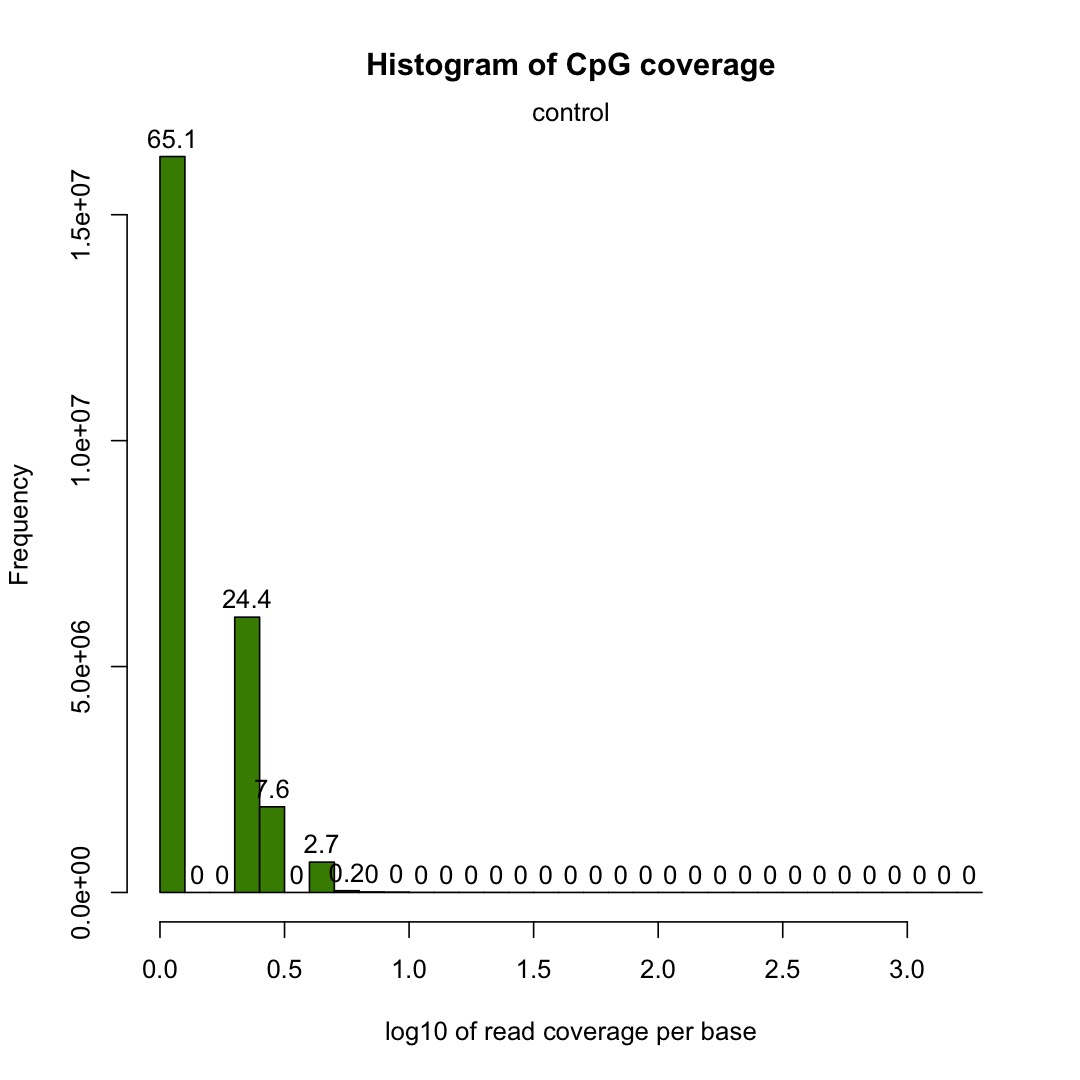 Histogram of CpG coverage
control
65.1
24.4
7.6
2.7
0 0 0 0.2 0 0 0 0 0 0 0 0 0 0 0 0 0 0 0 0 0 0 0 0 0 0 0 0 0
Frequency
1.5e+07
1.0e+07
5.0e+06
0.0e+00
0.0 0.5 1.0 1.5 2.0 2.5 3.0
log10 of read coverage per base